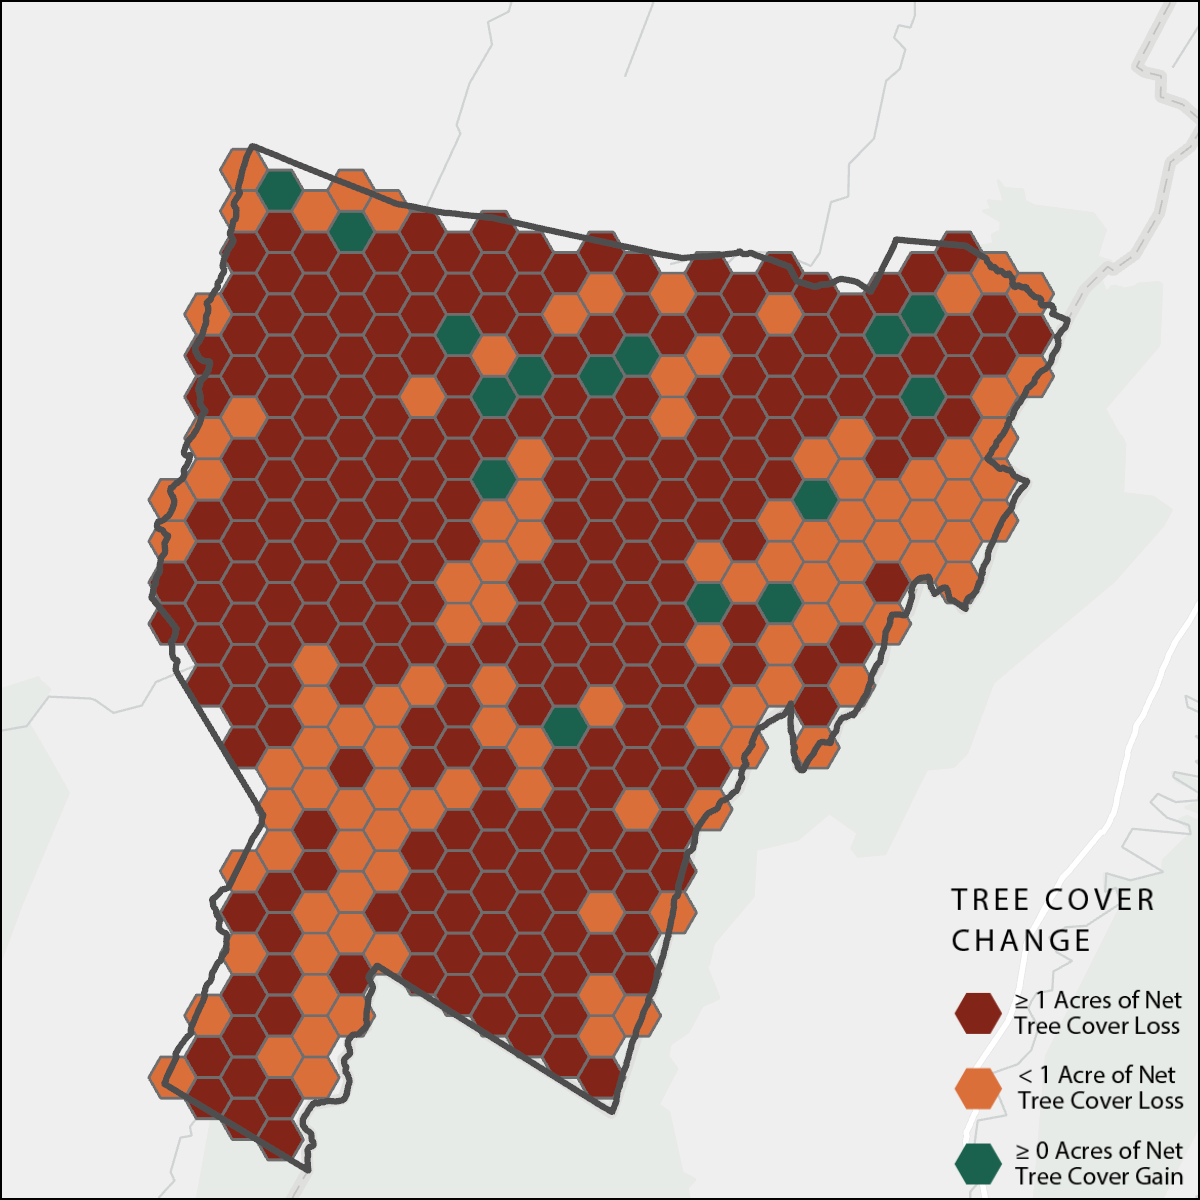 TREE COVER
CHANGE
≥ 1 Acres of Net
Tree Cover Loss
< 1 Acre of Net
Tree Cover Loss
≥ 0 Acres of Net
Tree Cover Gain